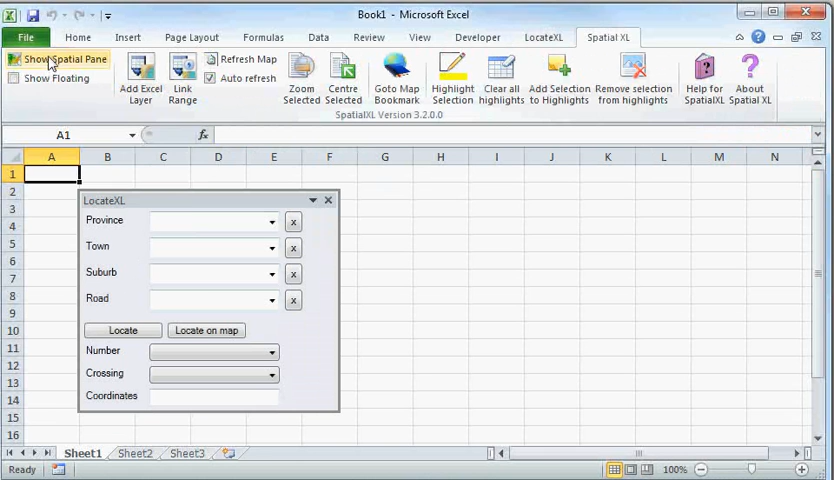 Book1 - Microsoft Excel
File Home Insert Page Layout Formulas Data Review View Developer LocateXL Spatial XL
Show Spatial Pane
Show Floating
Add Excel Layer
Link Range
Refresh Map
Auto refresh
Zoom Selected
Centre Selected
Goto Map Bookmark
Highlight Selection
Clear all highlights
Add Selection to Highlights
Remove selection from highlights
Help for SpatialXL
About Spatial XL
SpatialXL Version 3.2.0.0
A1 fx
A B C D E F G H I J K L M N
1
2
3
4
5
6
7
8
9
10
11
12
13
14
15
16
LocateXL
Province x
Town x
Suburb x
Road x
Locate Locate on map
Number
Crossing
Coordinates
Sheet1 Sheet2 Sheet3
Ready 100%